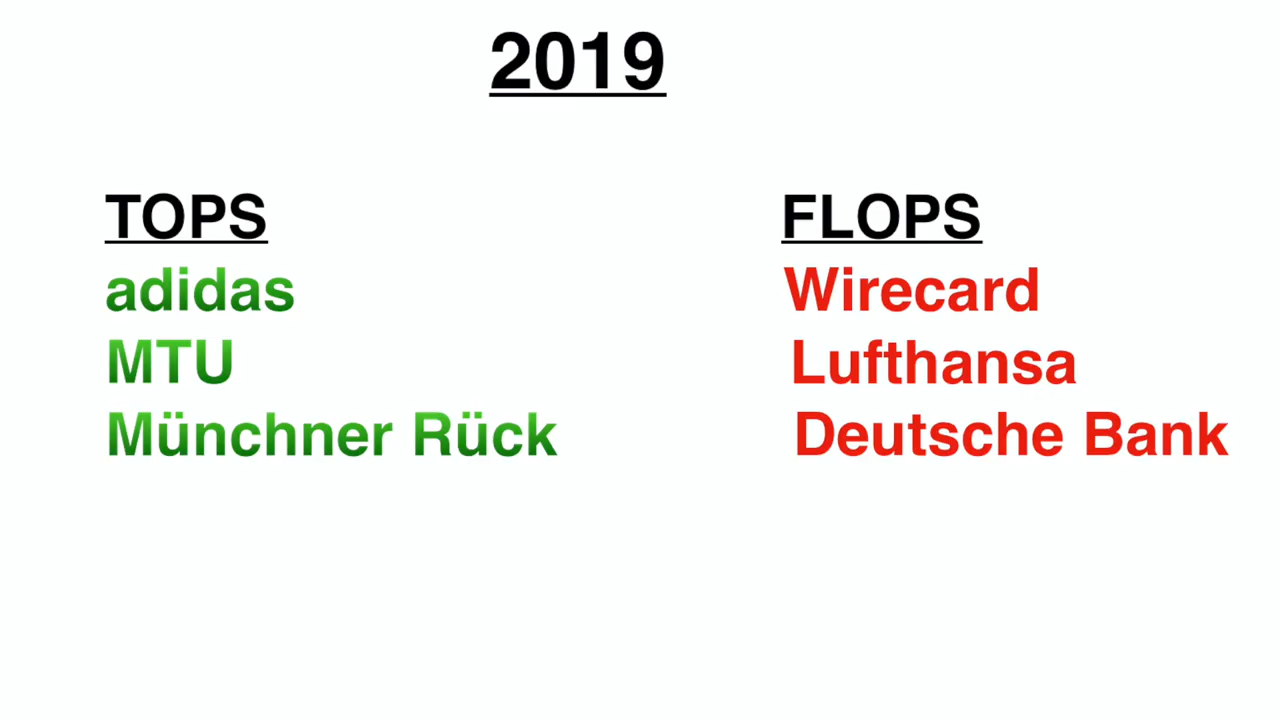 2019
TOPS
adidas
MTU
Münchner Rück
FLOPS
Wirecard
Lufthansa
Deutsche Bank